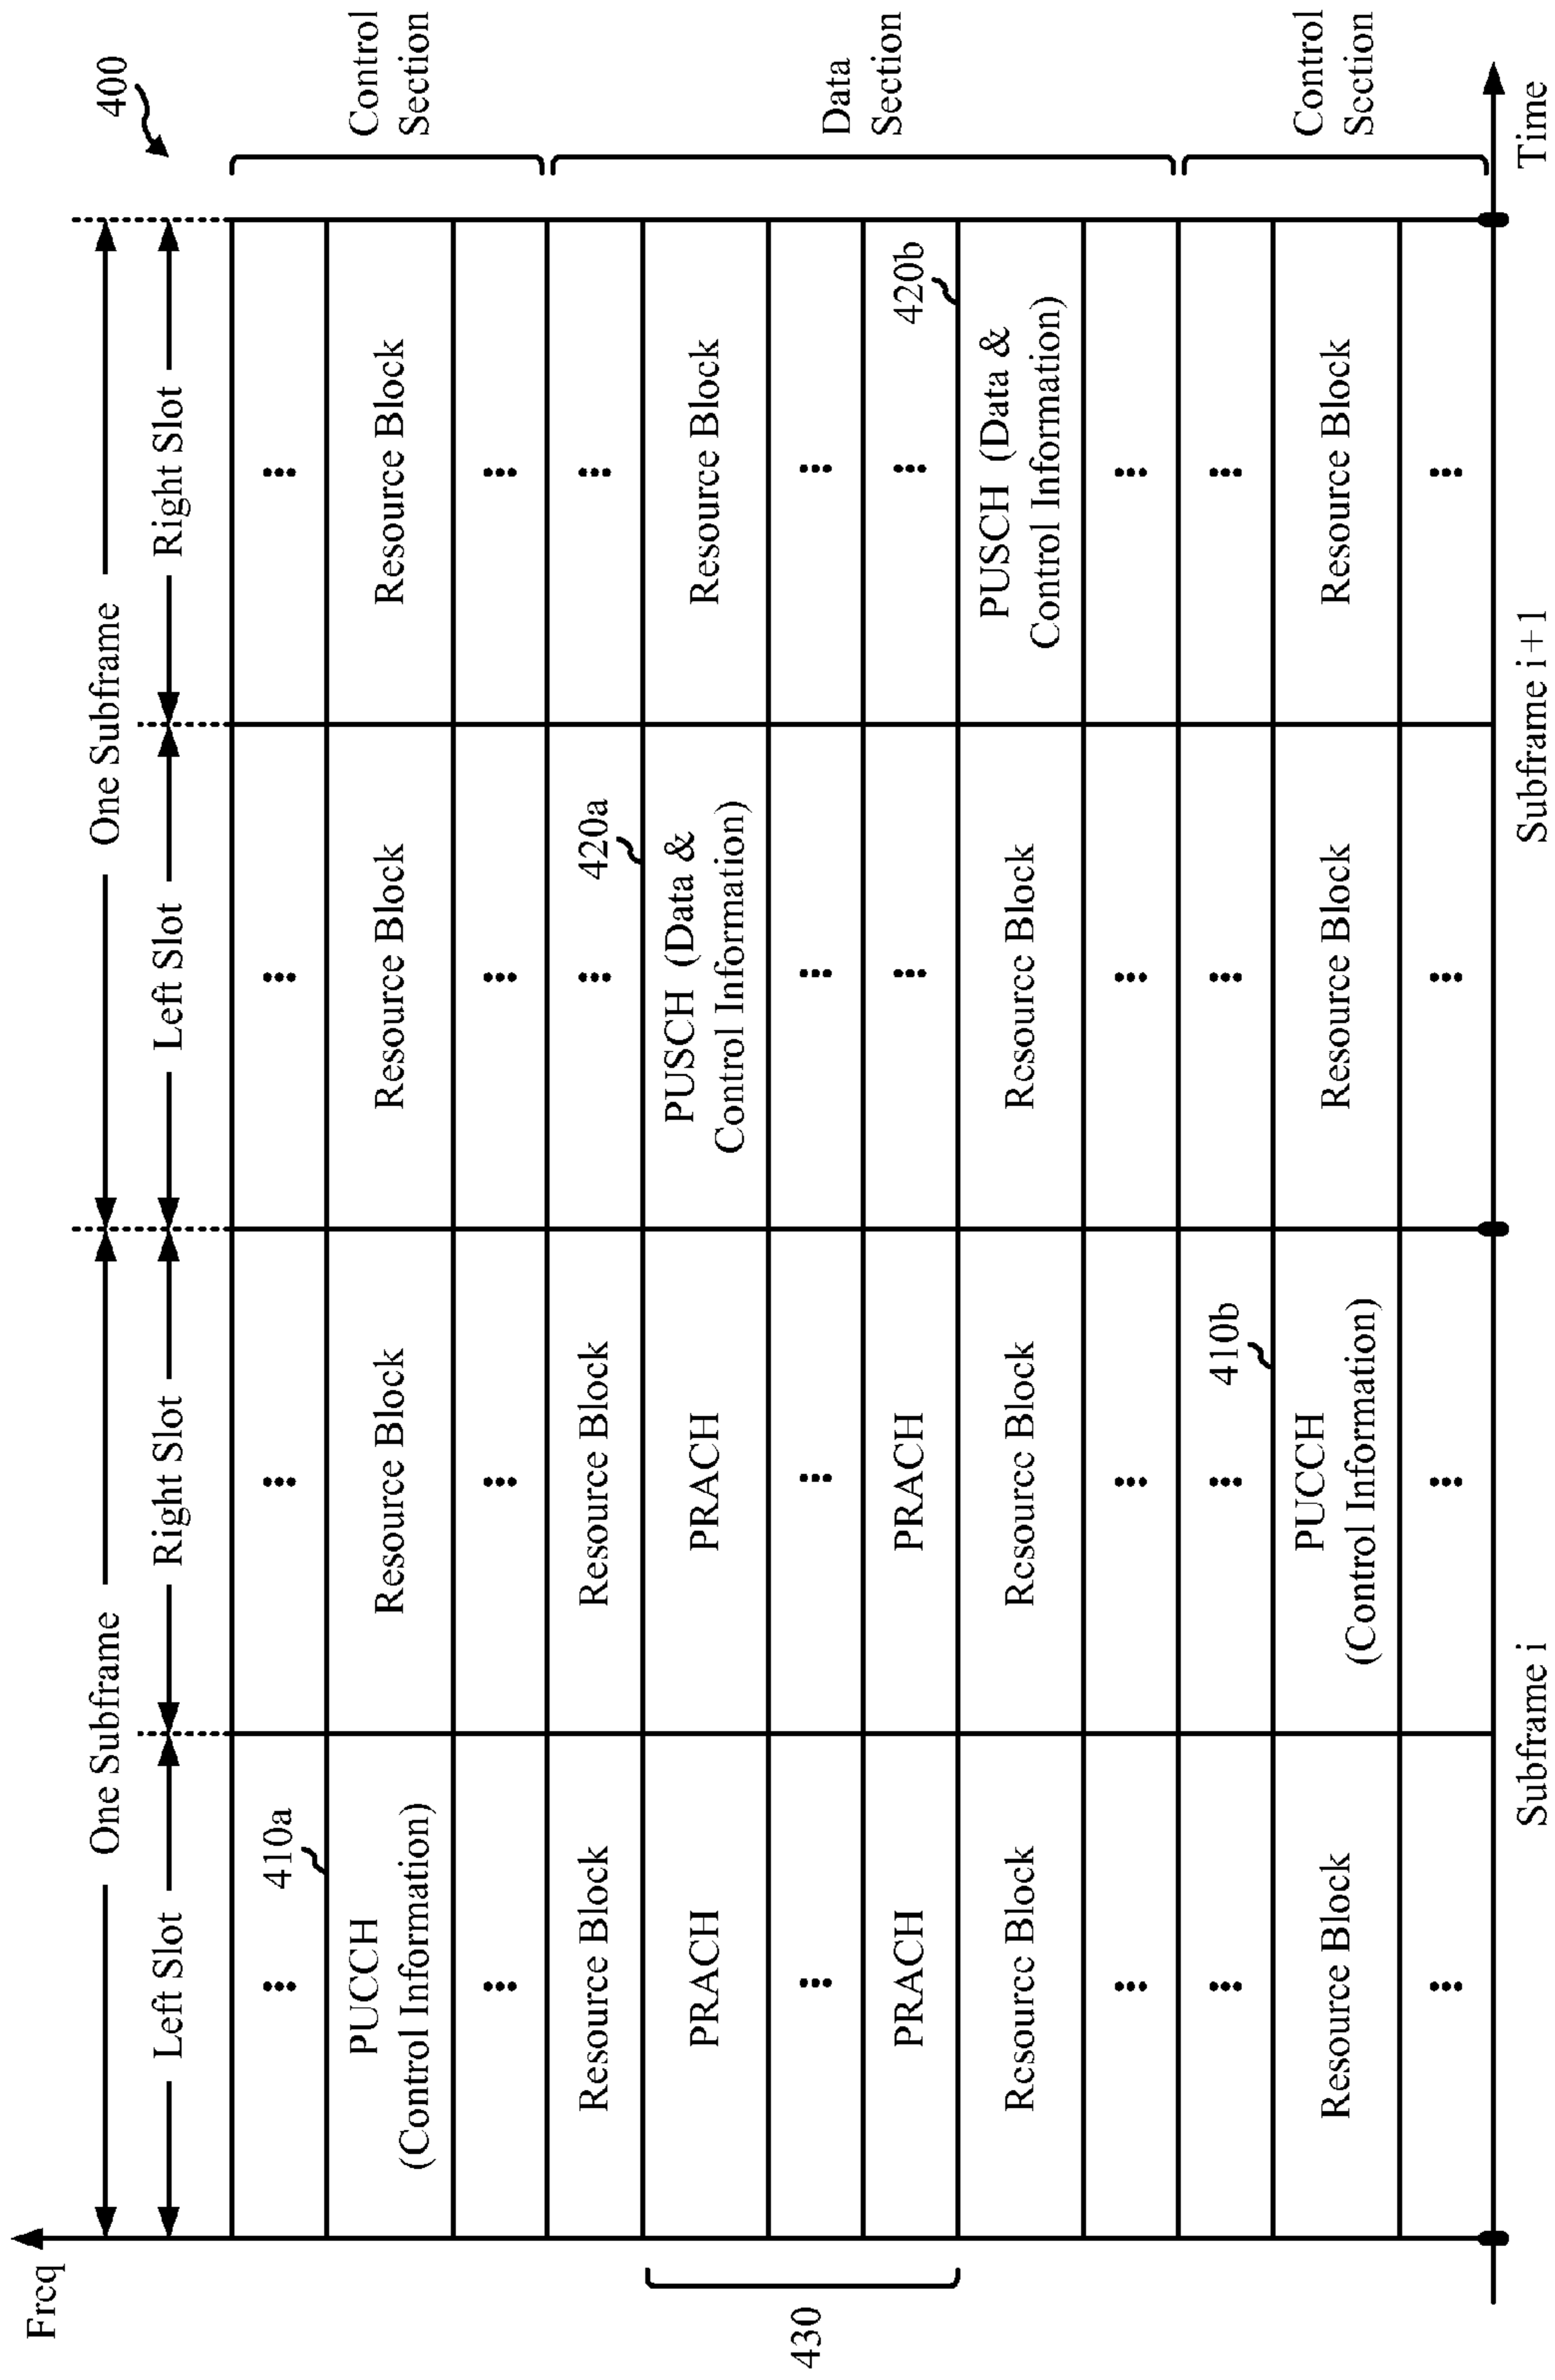 Freq
400
One Subframe
One Subframe
Left Slot
Right Slot
Left Slot
Right Slot
410a
PUCCH
(Control Information)
Resource Block
Resource Block
Resource Block
Control
Section
420a
Resource Block
Resource Block
PRACH
PRACH
PUSCH (Data &
Control Information)
Resource Block
430
Data
Section
420b
PRACH
PRACH
Resource Block
Resource Block
Resource Block
PUSCH (Data &
Control Information)
410b
Resource Block
PUCCH
(Control Information)
Resource Block
Resource Block
Control
Section
Subframe i
Subframe i+1
Time